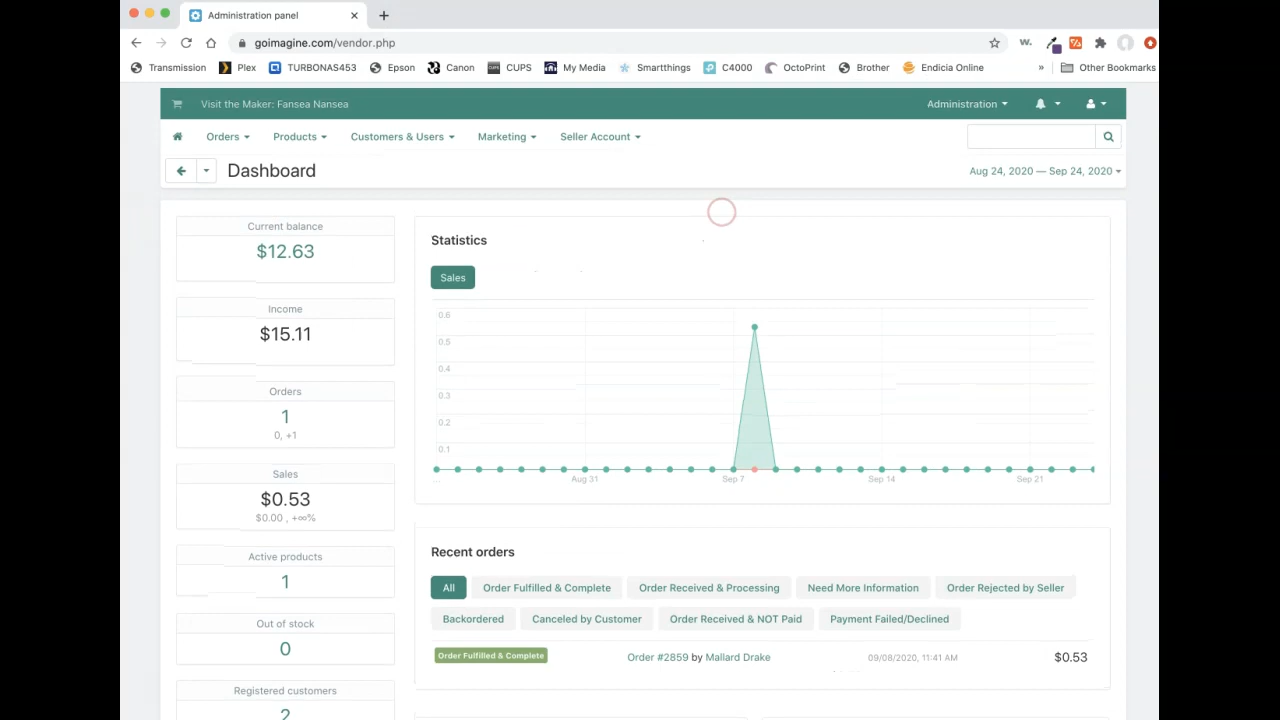 Administration panel
goimagine.com/vendor.php
W.
Transmission Plex TURBONAS453 Epson Canon CUPS My Media Smartthings C4000 OctoPrint Brother Endicia Online » Other Bookmarks
Visit the Maker: Fansea Nansea Administration
Orders Products Customers & Users Marketing Seller Account
Dashboard Aug 24, 2020 — Sep 24, 2020
Current balance
$12.63
Income
$15.11
Orders
1
0, +1
Sales
$0.53
$0.00 , +∞%
Active products
1
Out of stock
0
Registered customers
2
Statistics
Sales
0.6
0.5
0.4
0.3
0.2
0.1
... Aug 31 Sep 7 Sep 14 Sep 21
Recent orders
All Order Fulfilled & Complete Order Received & Processing Need More Information Order Rejected by Seller
Backordered Canceled by Customer Order Received & NOT Paid Payment Failed/Declined
Order Fulfilled & Complete Order #2859 by Mallard Drake 09/08/2020, 11:41 AM $0.53